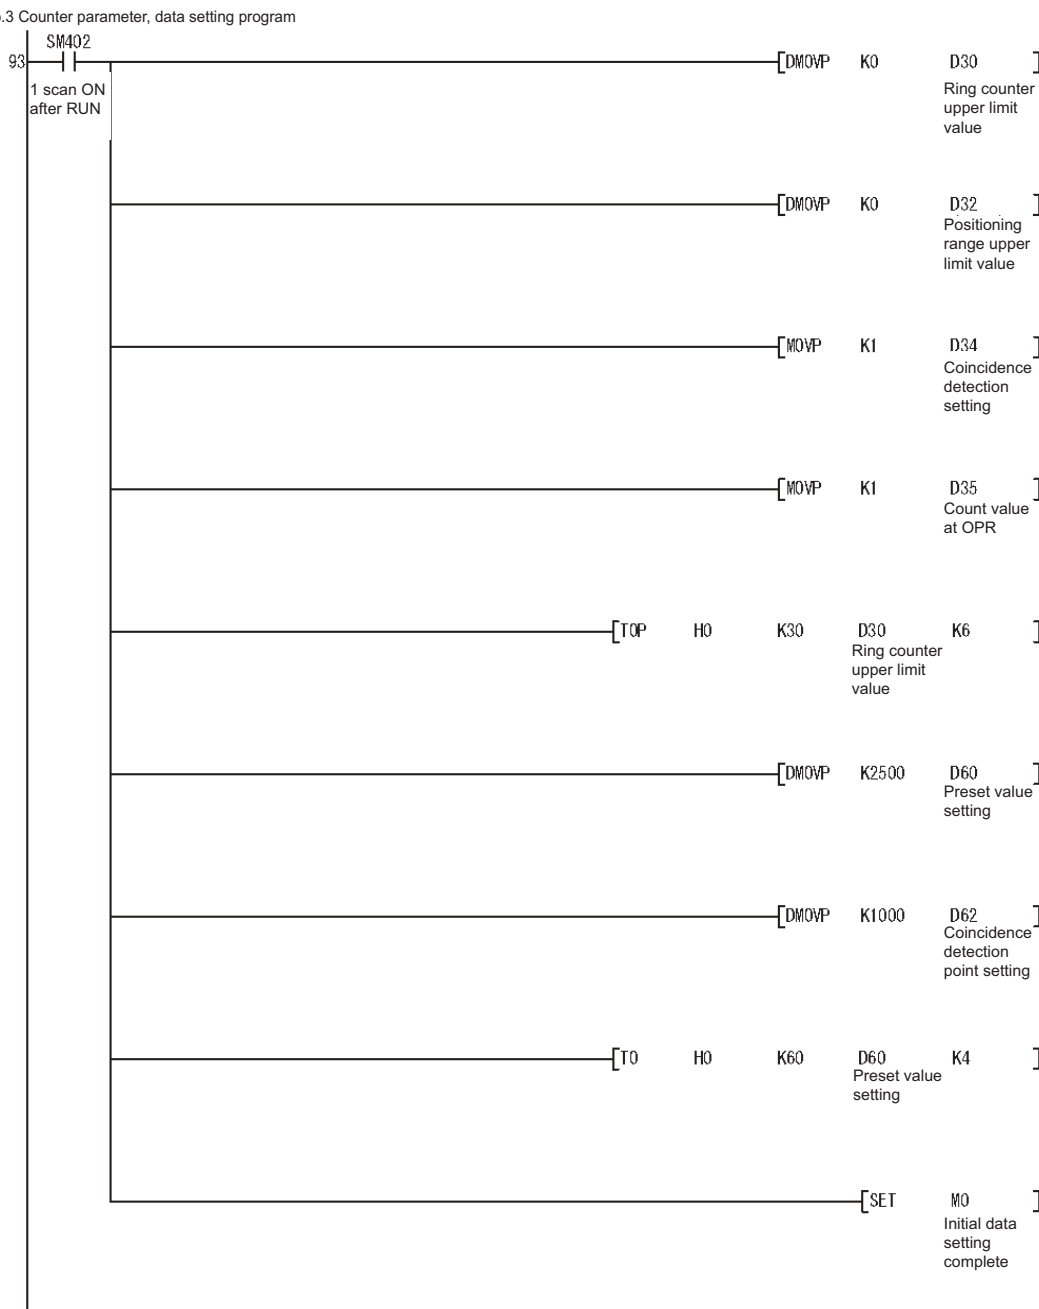 .3 Counter parameter, data setting program
SM402
93 [DMOVP K0 D30 ]
1 scan ON
after RUN
Ring counter
upper limit
value
[DMOVP K0 D32 ]
Positioning
range upper
limit value
[MOVP K1 D34 ]
Coincidence
detection
setting
[MOVP K1 D35 ]
Count value
at OPR
[TOP H0 K30 D30 K6 ]
Ring counter
upper limit
value
[DMOVP K2500 D60 ]
Preset value
setting
[DMOVP K1000 D62 ]
Coincidence
detection
point setting
[TO H0 K60 D60 K4 ]
Preset value
setting
[SET M0 ]
Initial data
setting
complete